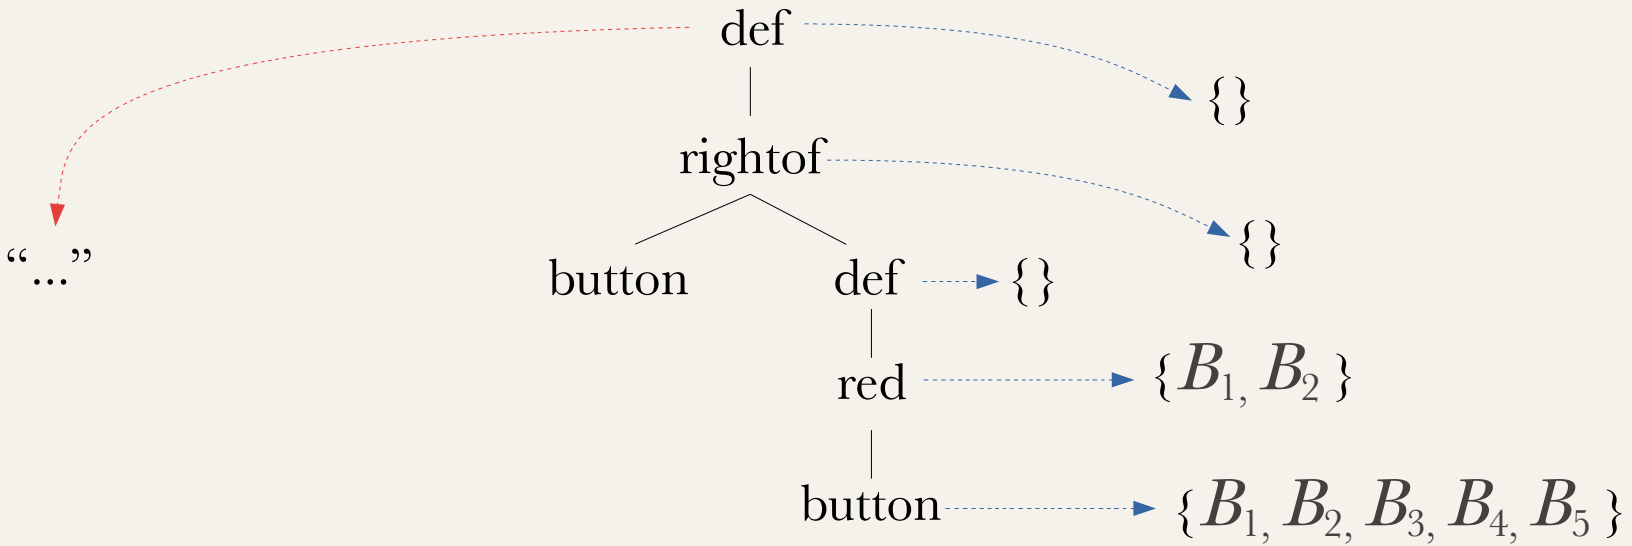 def
{}
rightof
{}
“...”
button def {}
red {B1, B2 }
button {B1, B2, B3, B4, B5 }